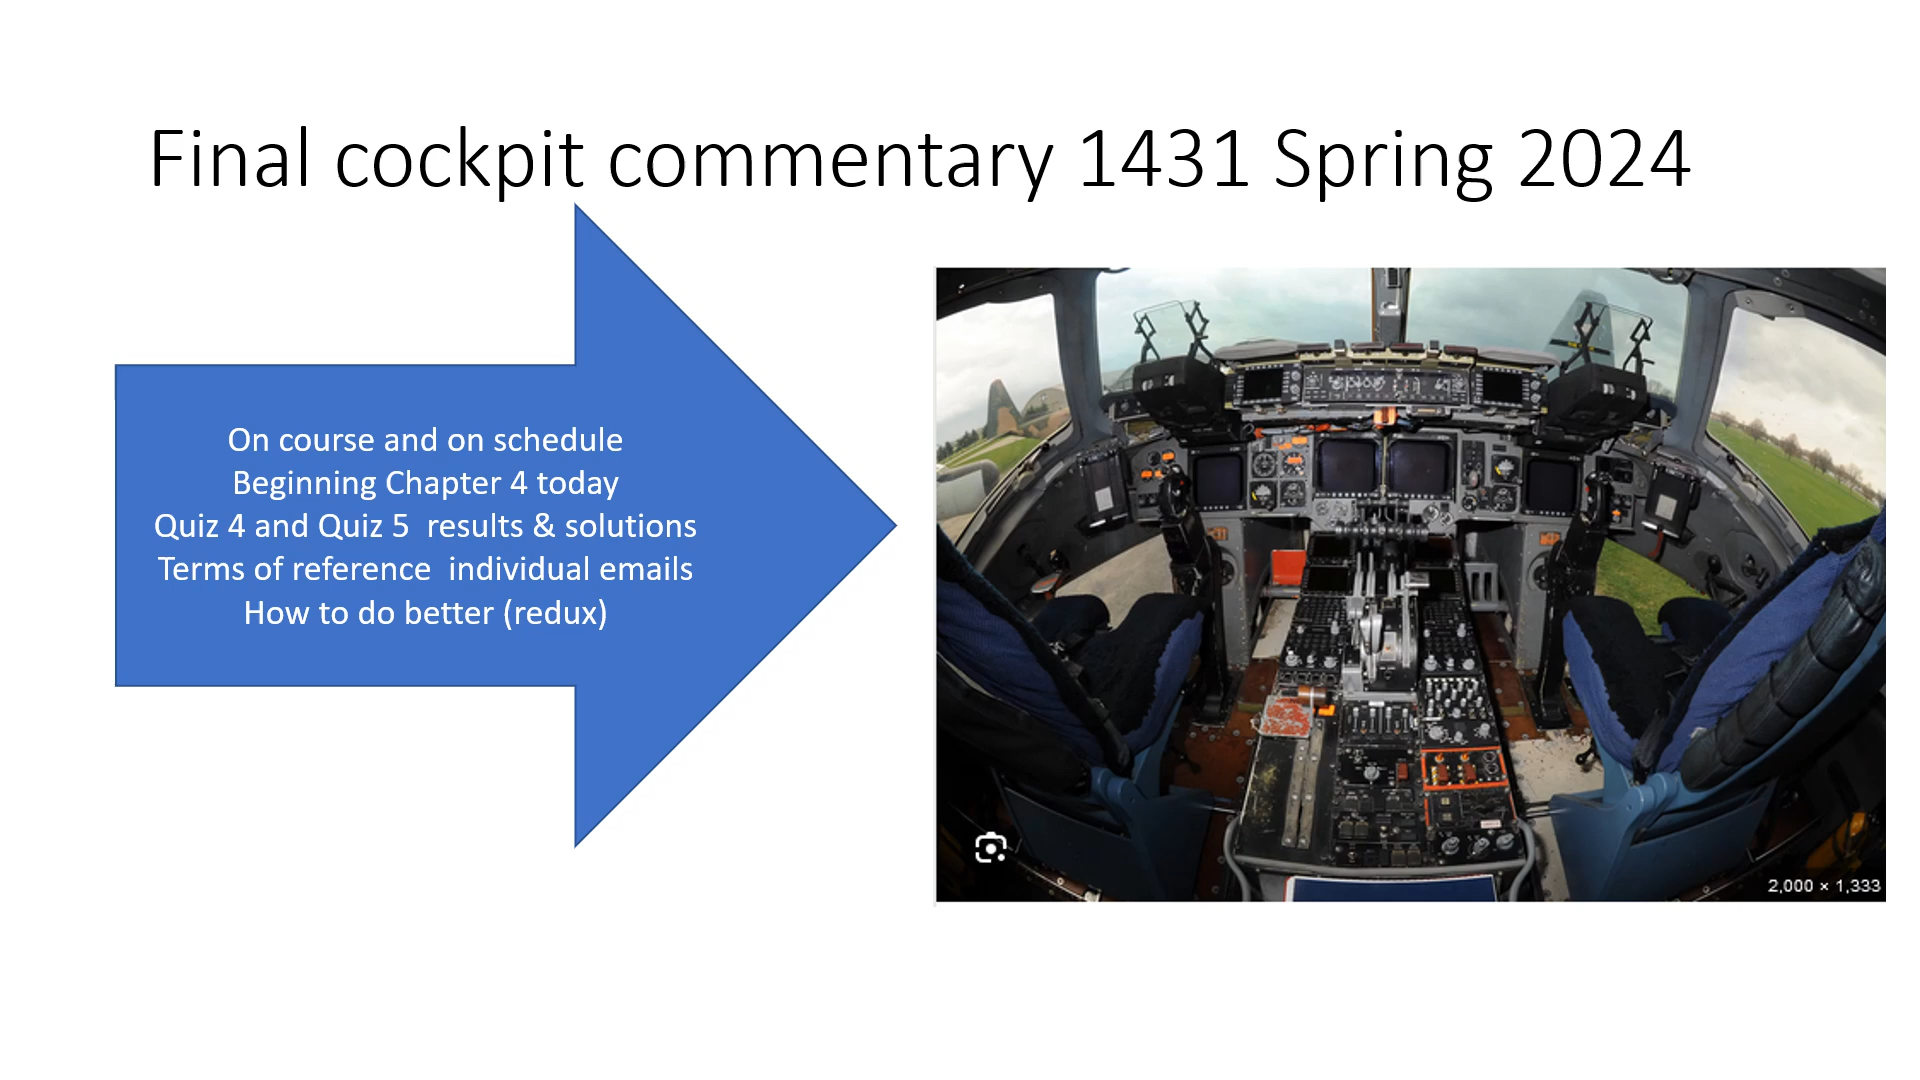 Final cockpit commentary 1431 Spring 2024
On course and on schedule
Beginning Chapter 4 today
Quiz 4 and Quiz 5  results & solutions
Terms of reference  individual emails
How to do better (redux)
2,000 × 1,333